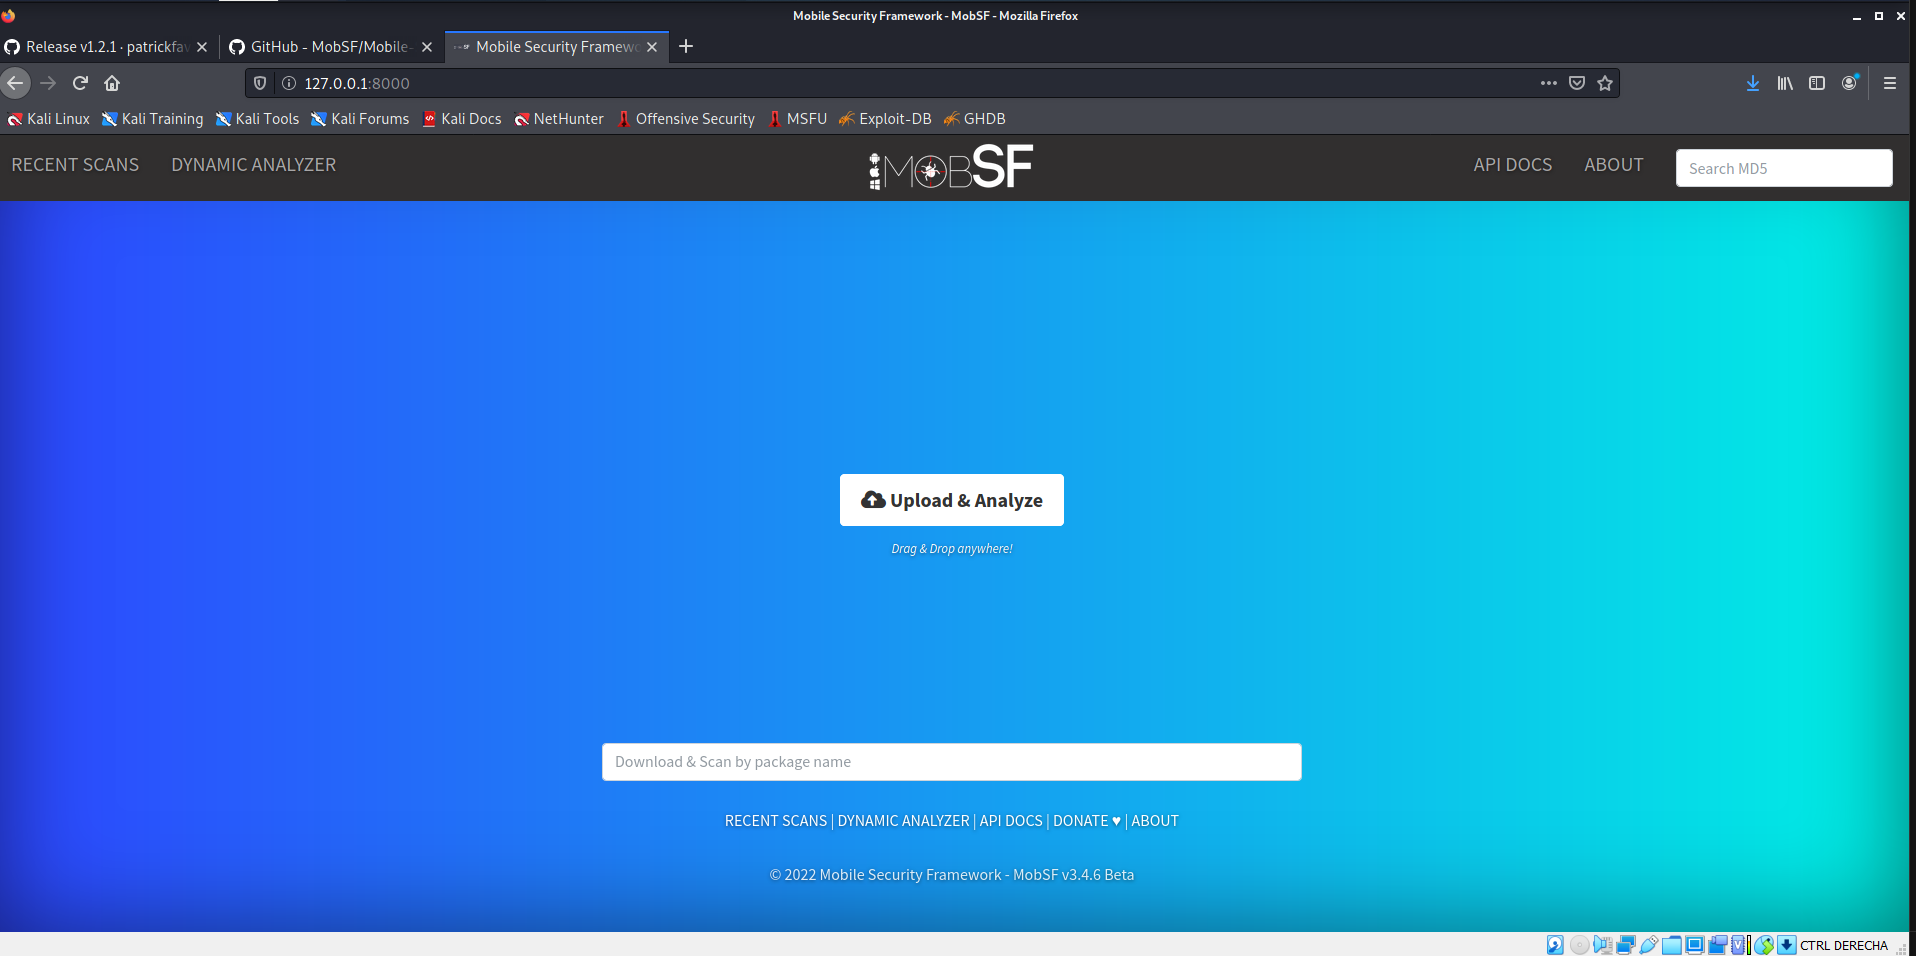 Mobile Security Framework - MobSF - Mozilla Firefox
Release v1.2.1 · patrickfav
GitHub - MobSF/Mobile-
Mobile Security Framewo
127.0.0.1:8000
Kali Linux Kali Training Kali Tools Kali Forums Kali Docs NetHunter Offensive Security MSFU Exploit-DB GHDB
RECENT SCANS DYNAMIC ANALYZER MOBSF API DOCS ABOUT Search MD5
Upload & Analyze
Drag & Drop anywhere!
Download & Scan by package name
RECENT SCANS | DYNAMIC ANALYZER | API DOCS | DONATE ♥ | ABOUT
© 2022 Mobile Security Framework - MobSF v3.4.6 Beta
CTRL DERECHA